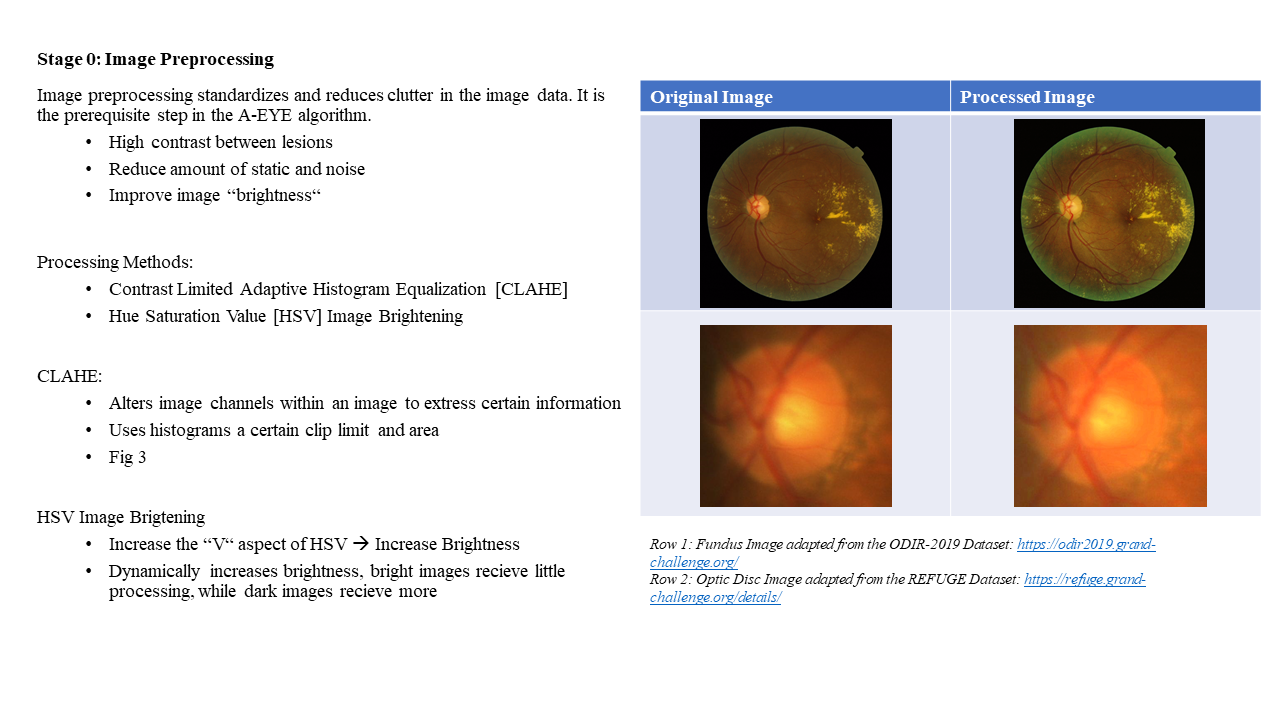 Stage 0: Image Preprocessing
Image preprocessing standardizes and reduces clutter in the image data. It is
the prerequisite step in the A-EYE algorithm.
• High contrast between lesions
• Reduce amount of static and noise
• Improve image “brightness“
Processing Methods:
• Contrast Limited Adaptive Histogram Equalization [CLAHE]
• Hue Saturation Value [HSV] Image Brightening
CLAHE:
• Alters image channels within an image to extress certain information
• Uses histograms a certain clip limit and area
• Fig 3
HSV Image Brigtening
• Increase the “V“ aspect of HSV → Increase Brightness
• Dynamically increases brightness, bright images recieve little
processing, while dark images recieve more
Original Image
Processed Image
Row 1: Fundus Image adapted from the ODIR-2019 Dataset: https://odir2019.grand-
challenge.org/
Row 2: Optic Disc Image adapted from the REFUGE Dataset: https://refuge.grand-
challenge.org/details/